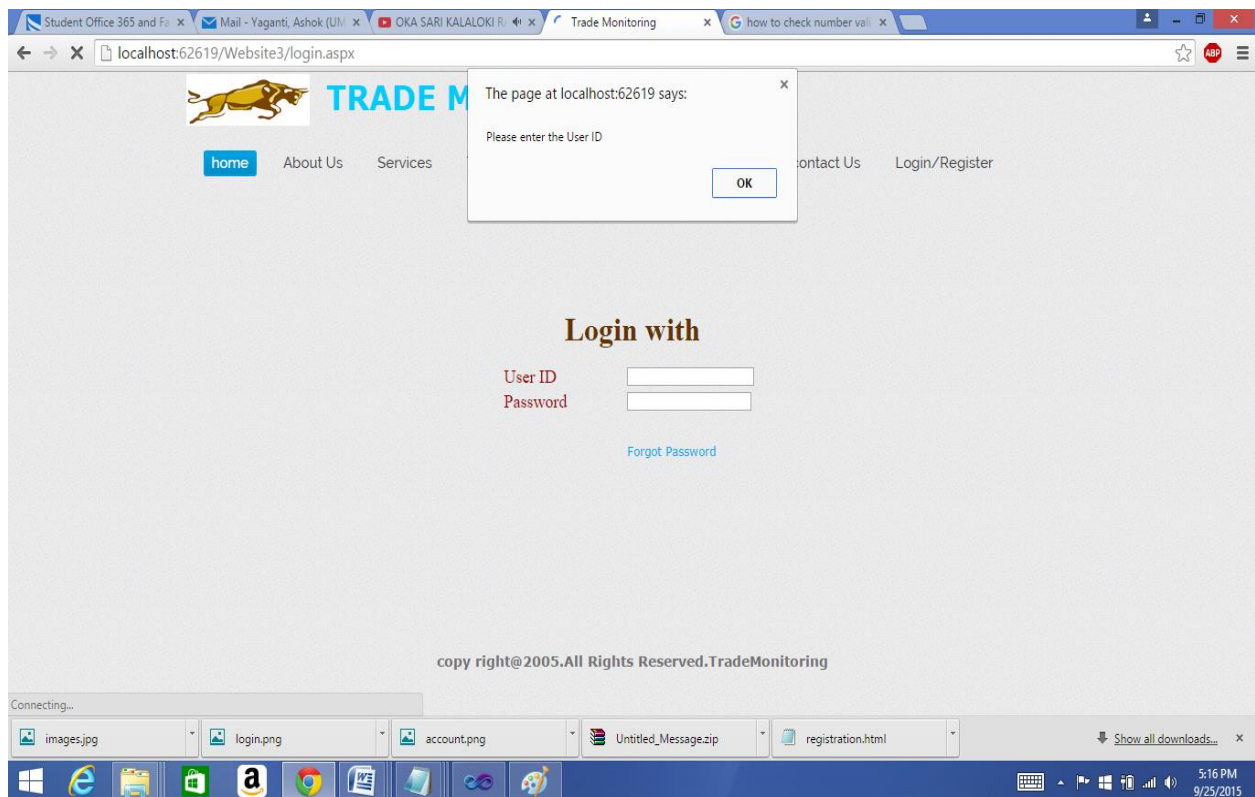 Student Office 365 and Fa
Mail - Yaganti, Ashok (UM
OKA SARI KALALOKI R
Trade Monitoring
how to check number vali
localhost:62619/Website3/login.aspx
ABP
TRADE M
The page at localhost:62619 says:
Please enter the User ID
OK
home About Us Services ontact Us Login/Register
Login with
User ID
Password
Forgot Password
copy right@2005.All Rights Reserved.TradeMonitoring
Connecting...
images.jpg login.png account.png Untitled_Message.zip registration.html Show all downloads...
5:16 PM
9/25/2015